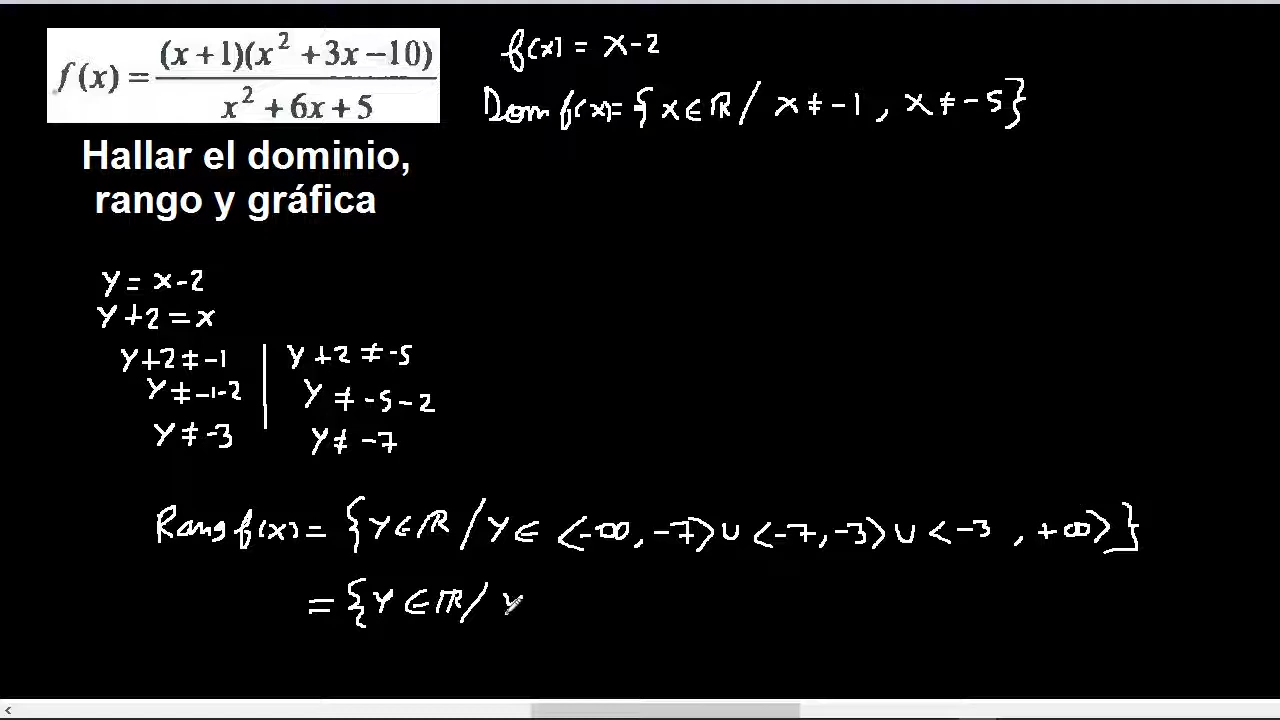 f(x) = (x+1)(x² +3x−10) / x² +6x+5
Hallar el dominio,
rango y gráfica
f(x) = x-2
Dom f(x)= { x∈ℝ / x ≠ -1 , x ≠ -5}
y = x-2
y +2 = x
y+2 ≠ -1
y ≠ -1-2
y ≠ -3
y +2 ≠ -5
y ≠ -5-2
y ≠ -7
Rang f(x) = {y∈ℝ / y ∈ <-∞, -7> ∪ <-7, -3> ∪ < -3 , +∞>}
= {y ∈ ℝ / y